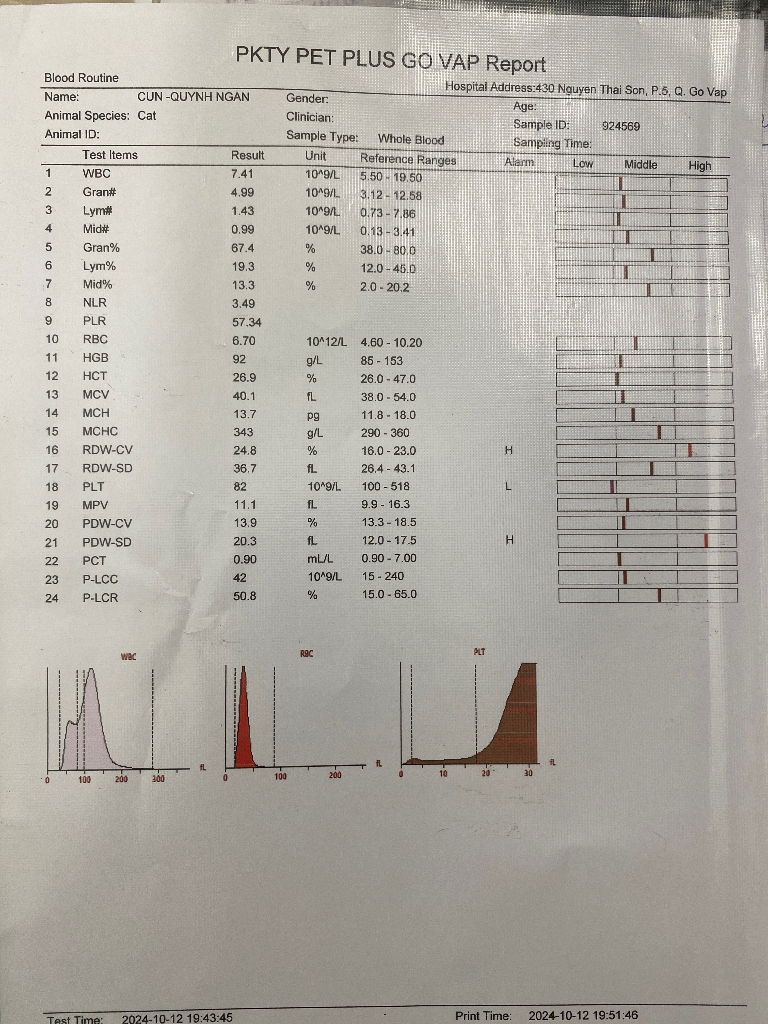 PKTY PET PLUS GO VAP Report
Blood Routine Hospital Address:430 Nguyen Thai Son, P.5, Q. Go Vap
Name: CUN -QUYNH NGAN Gender: Age:
Animal Species: Cat Clinician: Sample ID: 924569
Animal ID: Sample Type: Whole Blood Sampling Time:
Test Items Result Unit Reference Ranges Alarm Low Middle High
1 WBC 7.41 10^9/L 5.50 - 19.50
2 Gran# 4.99 10^9/L 3.12 - 12.58
3 Lym# 1.43 10^9/L 0.73 - 7.86
4 Mid# 0.99 10^9/L 0.13 - 3.41
5 Gran% 67.4 % 38.0 - 80.0
6 Lym% 19.3 % 12.0 - 45.0
7 Mid% 13.3 % 2.0 - 20.2
8 NLR 3.49
9 PLR 57.34
10 RBC 6.70 10^12/L 4.60 - 10.20
11 HGB 92 g/L 85 - 153
12 HCT 26.9 % 26.0 - 47.0
13 MCV 40.1 fL 38.0 - 54.0
14 MCH 13.7 pg 11.8 - 18.0
15 MCHC 343 g/L 290 - 360
16 RDW-CV 24.8 % 16.0 - 23.0 H
17 RDW-SD 36.7 fL 26.4 - 43.1
18 PLT 82 10^9/L 100 - 518 L
19 MPV 11.1 fL 9.9 - 16.3
20 PDW-CV 13.9 % 13.3 - 18.5
21 PDW-SD 20.3 fL 12.0 - 17.5 H
22 PCT 0.90 mL/L 0.90 - 7.00
23 P-LCC 42 10^9/L 15 - 240
24 P-LCR 50.8 % 15.0 - 65.0
WBC RBC PLT
0 100 200 300 fL 0 100 200 fL 0 10 20 30 fL
Test Time: 2024-10-12 19:43:45 Print Time: 2024-10-12 19:51:46